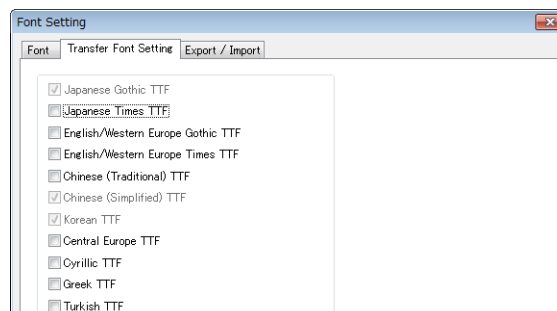 Font Setting
Font Transfer Font Setting Export / Import
Japanese Gothic TTF
Japanese Times TTF
English/Western Europe Gothic TTF
English/Western Europe Times TTF
Chinese (Traditional) TTF
Chinese (Simplified) TTF
Korean TTF
Central Europe TTF
Cyrillic TTF
Greek TTF
Turkish TTF